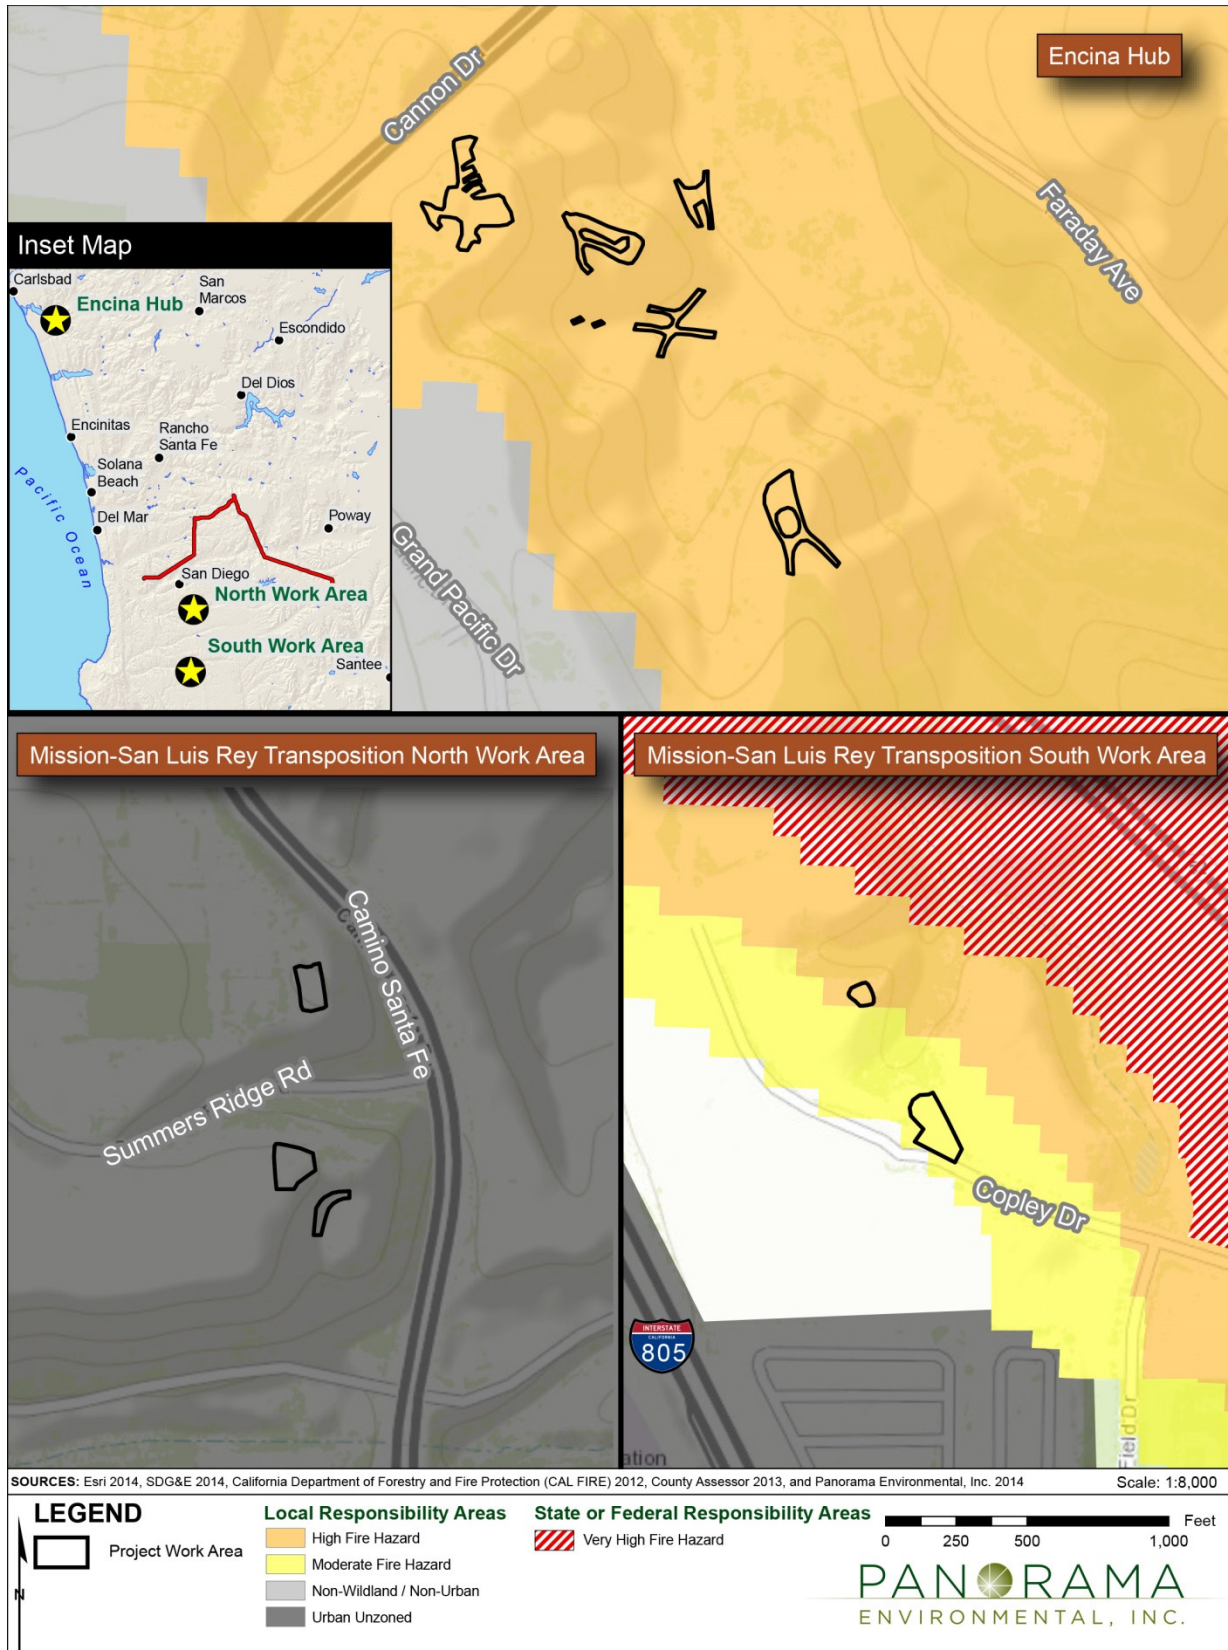 Encina Hub
Cannon Dr
Faraday Ave
Grand Pacific Dr
Inset Map
Carlsbad
San
Marcos
Encina Hub
Escondido
Del Dios
Encinitas
Rancho
Santa Fe
Solana
Beach
Pacific Ocean
Del Mar
Poway
San Diego
North Work Area
South Work Area
Santee
Mission-San Luis Rey Transposition North Work Area
Camino Santa Fe
Summers Ridge Rd
Mission-San Luis Rey Transposition South Work Area
Copley Dr
INTERSTATE
CALIFORNIA
805
Field Dr
ation
SOURCES: Esri 2014, SDG&E 2014, California Department of Forestry and Fire Protection (CAL FIRE) 2012, County Assessor 2013, and Panorama Environmental, Inc. 2014
Scale: 1:8,000
LEGEND
Project Work Area
N
Local Responsibility Areas
High Fire Hazard
Moderate Fire Hazard
Non-Wildland / Non-Urban
Urban Unzoned
State or Federal Responsibility Areas
Very High Fire Hazard
Feet
0 250 500 1,000
PANORAMA
ENVIRONMENTAL, INC.